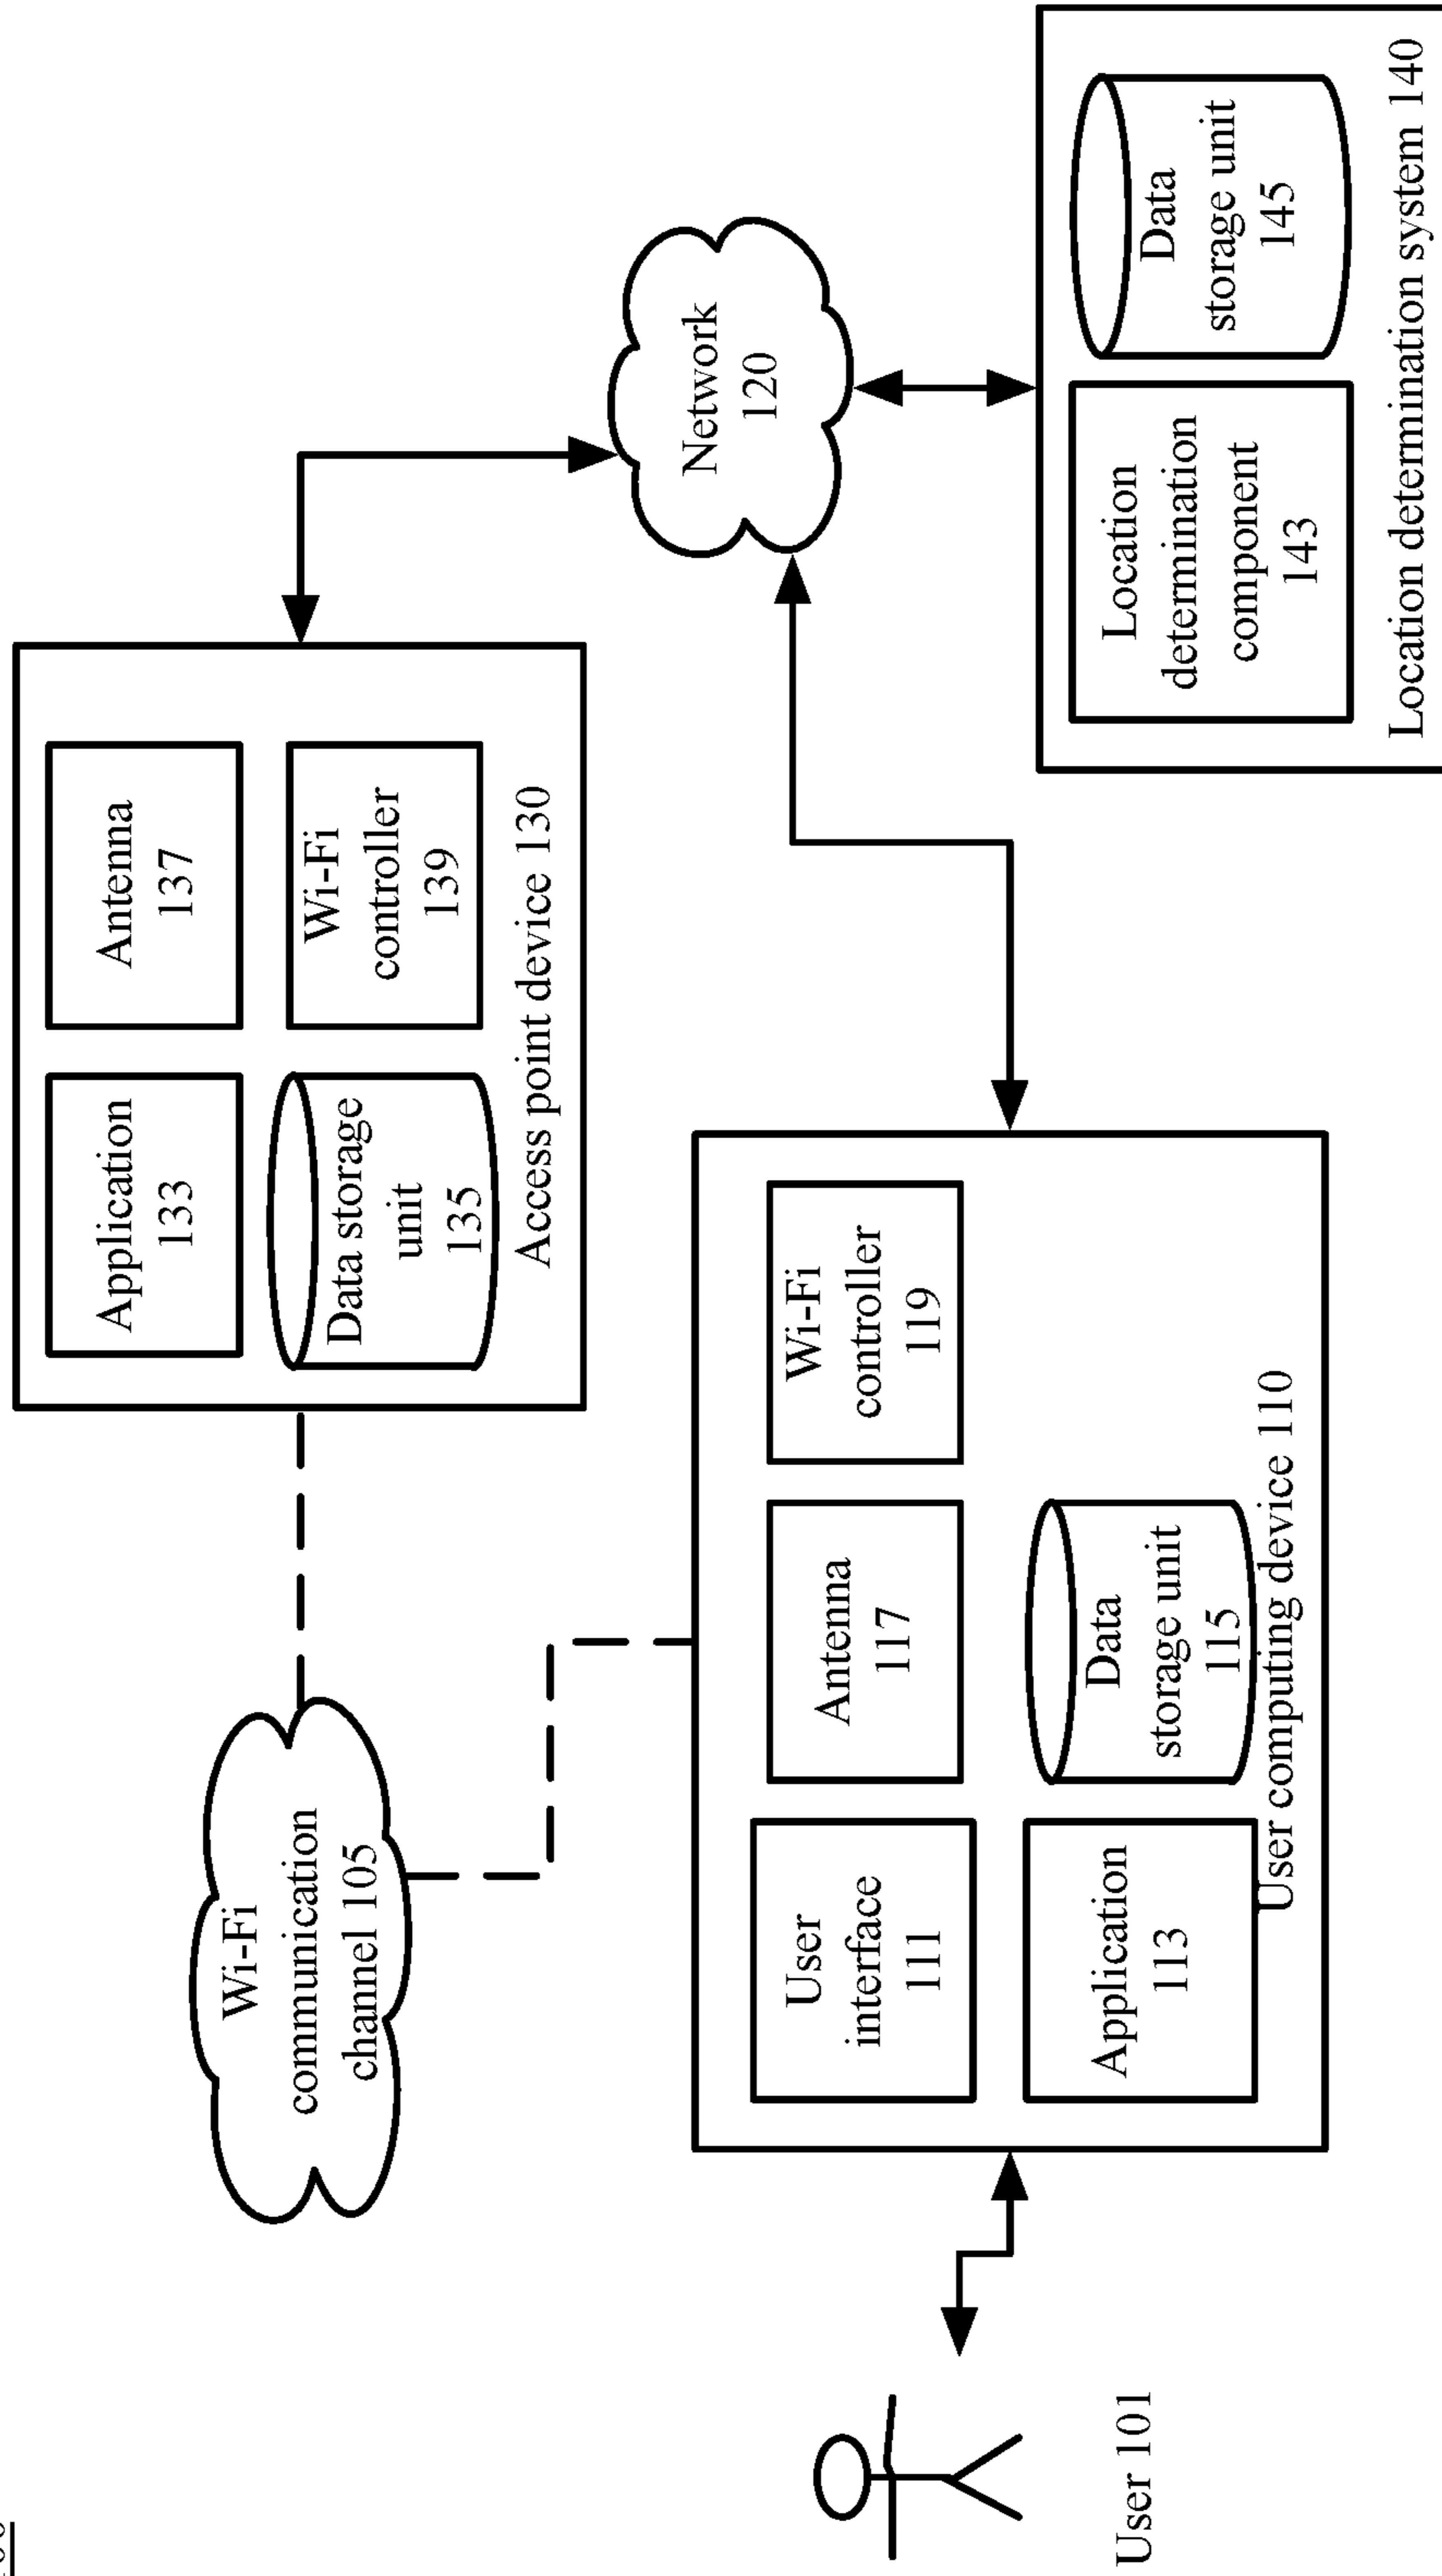 Application
133
Antenna
137
Data storage
unit
135
Wi-Fi
controller
139
Access point device 130
Wi-Fi
communication
channel 105
Network
120
User
interface
111
Antenna
117
Wi-Fi
controller
119
Application
113
Data
storage unit
115
User computing device 110
User 101
Location
determination
component
143
Data
storage unit
145
Location determination system 140